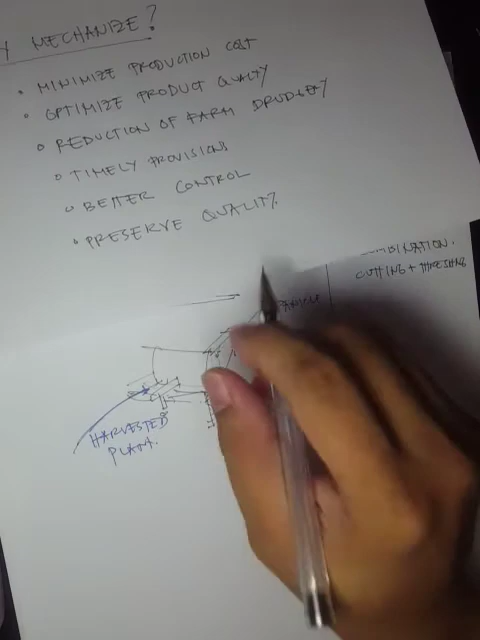 Y MECHANIZE?
• MINIMIZE PRODUCTION COST
• OPTIMIZE PRODUCT QUALTY
• REDUCTION OF FARM DRUDGERY
• TIMELY PROVISIONS
• BETTER CONTROL
• PRESERVE QUALITY.
CUTTING + THRESHING
HARVESTED
PLANT.